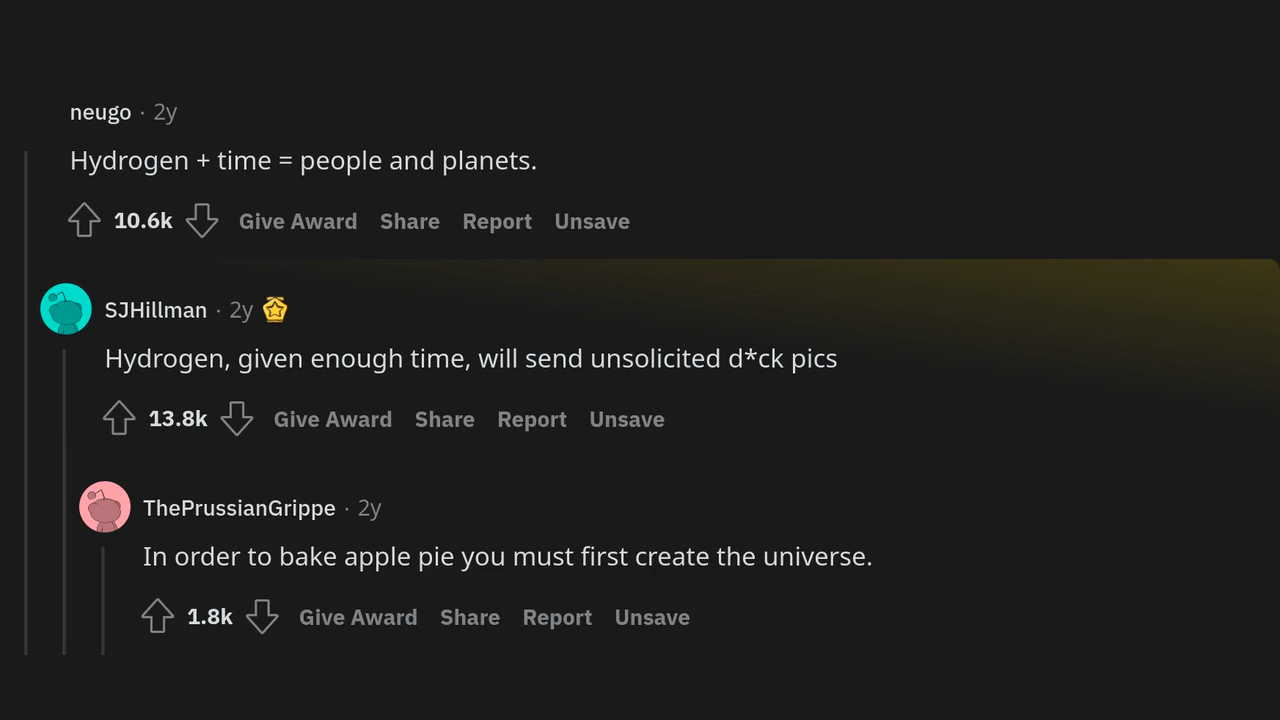 neugo · 2y
Hydrogen + time = people and planets.
10.6k Give Award Share Report Unsave
SJHillman · 2y
Hydrogen, given enough time, will send unsolicited d*ck pics
13.8k Give Award Share Report Unsave
ThePrussianGrippe · 2y
In order to bake apple pie you must first create the universe.
1.8k Give Award Share Report Unsave